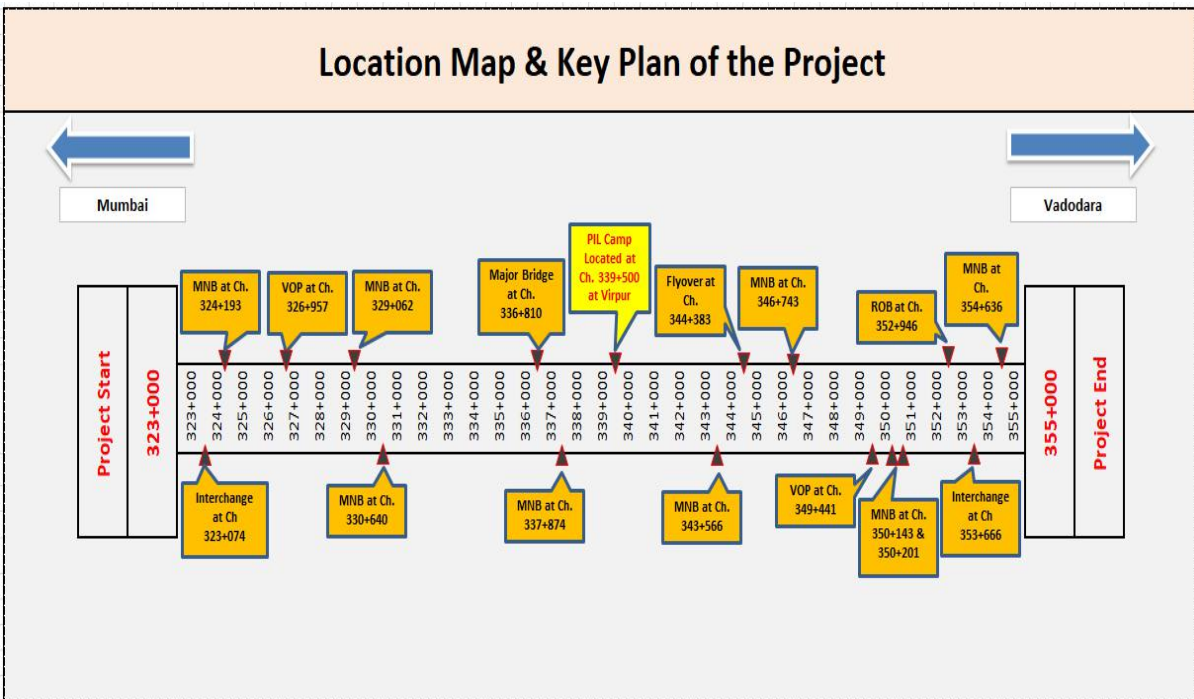 Location Map & Key Plan of the Project
Mumbai
Vadodara
MNB at Ch.
324+193
VOP at Ch.
326+957
MNB at Ch.
329+062
Major Bridge
at Ch.
336+810
PIL Camp
Located at
Ch. 339+500
at Virpur
Flyover at
Ch.
344+383
MNB at Ch.
346+743
ROB at Ch.
352+946
MNB at
Ch.
354+636
Project Start
323+000
323+000
324+000
325+000
326+000
327+000
328+000
329+000
330+000
331+000
332+000
333+000
334+000
335+000
336+000
337+000
338+000
339+000
340+000
341+000
342+000
343+000
344+000
345+000
346+000
347+000
348+000
349+000
350+000
351+000
352+000
353+000
354+000
355+000
355+000
Project End
Interchange
at Ch
323+074
MNB at Ch.
330+640
MNB at Ch.
337+874
MNB at Ch.
343+566
VOP at Ch.
349+441
MNB at Ch.
350+143 &
350+201
Interchange
at Ch
353+666